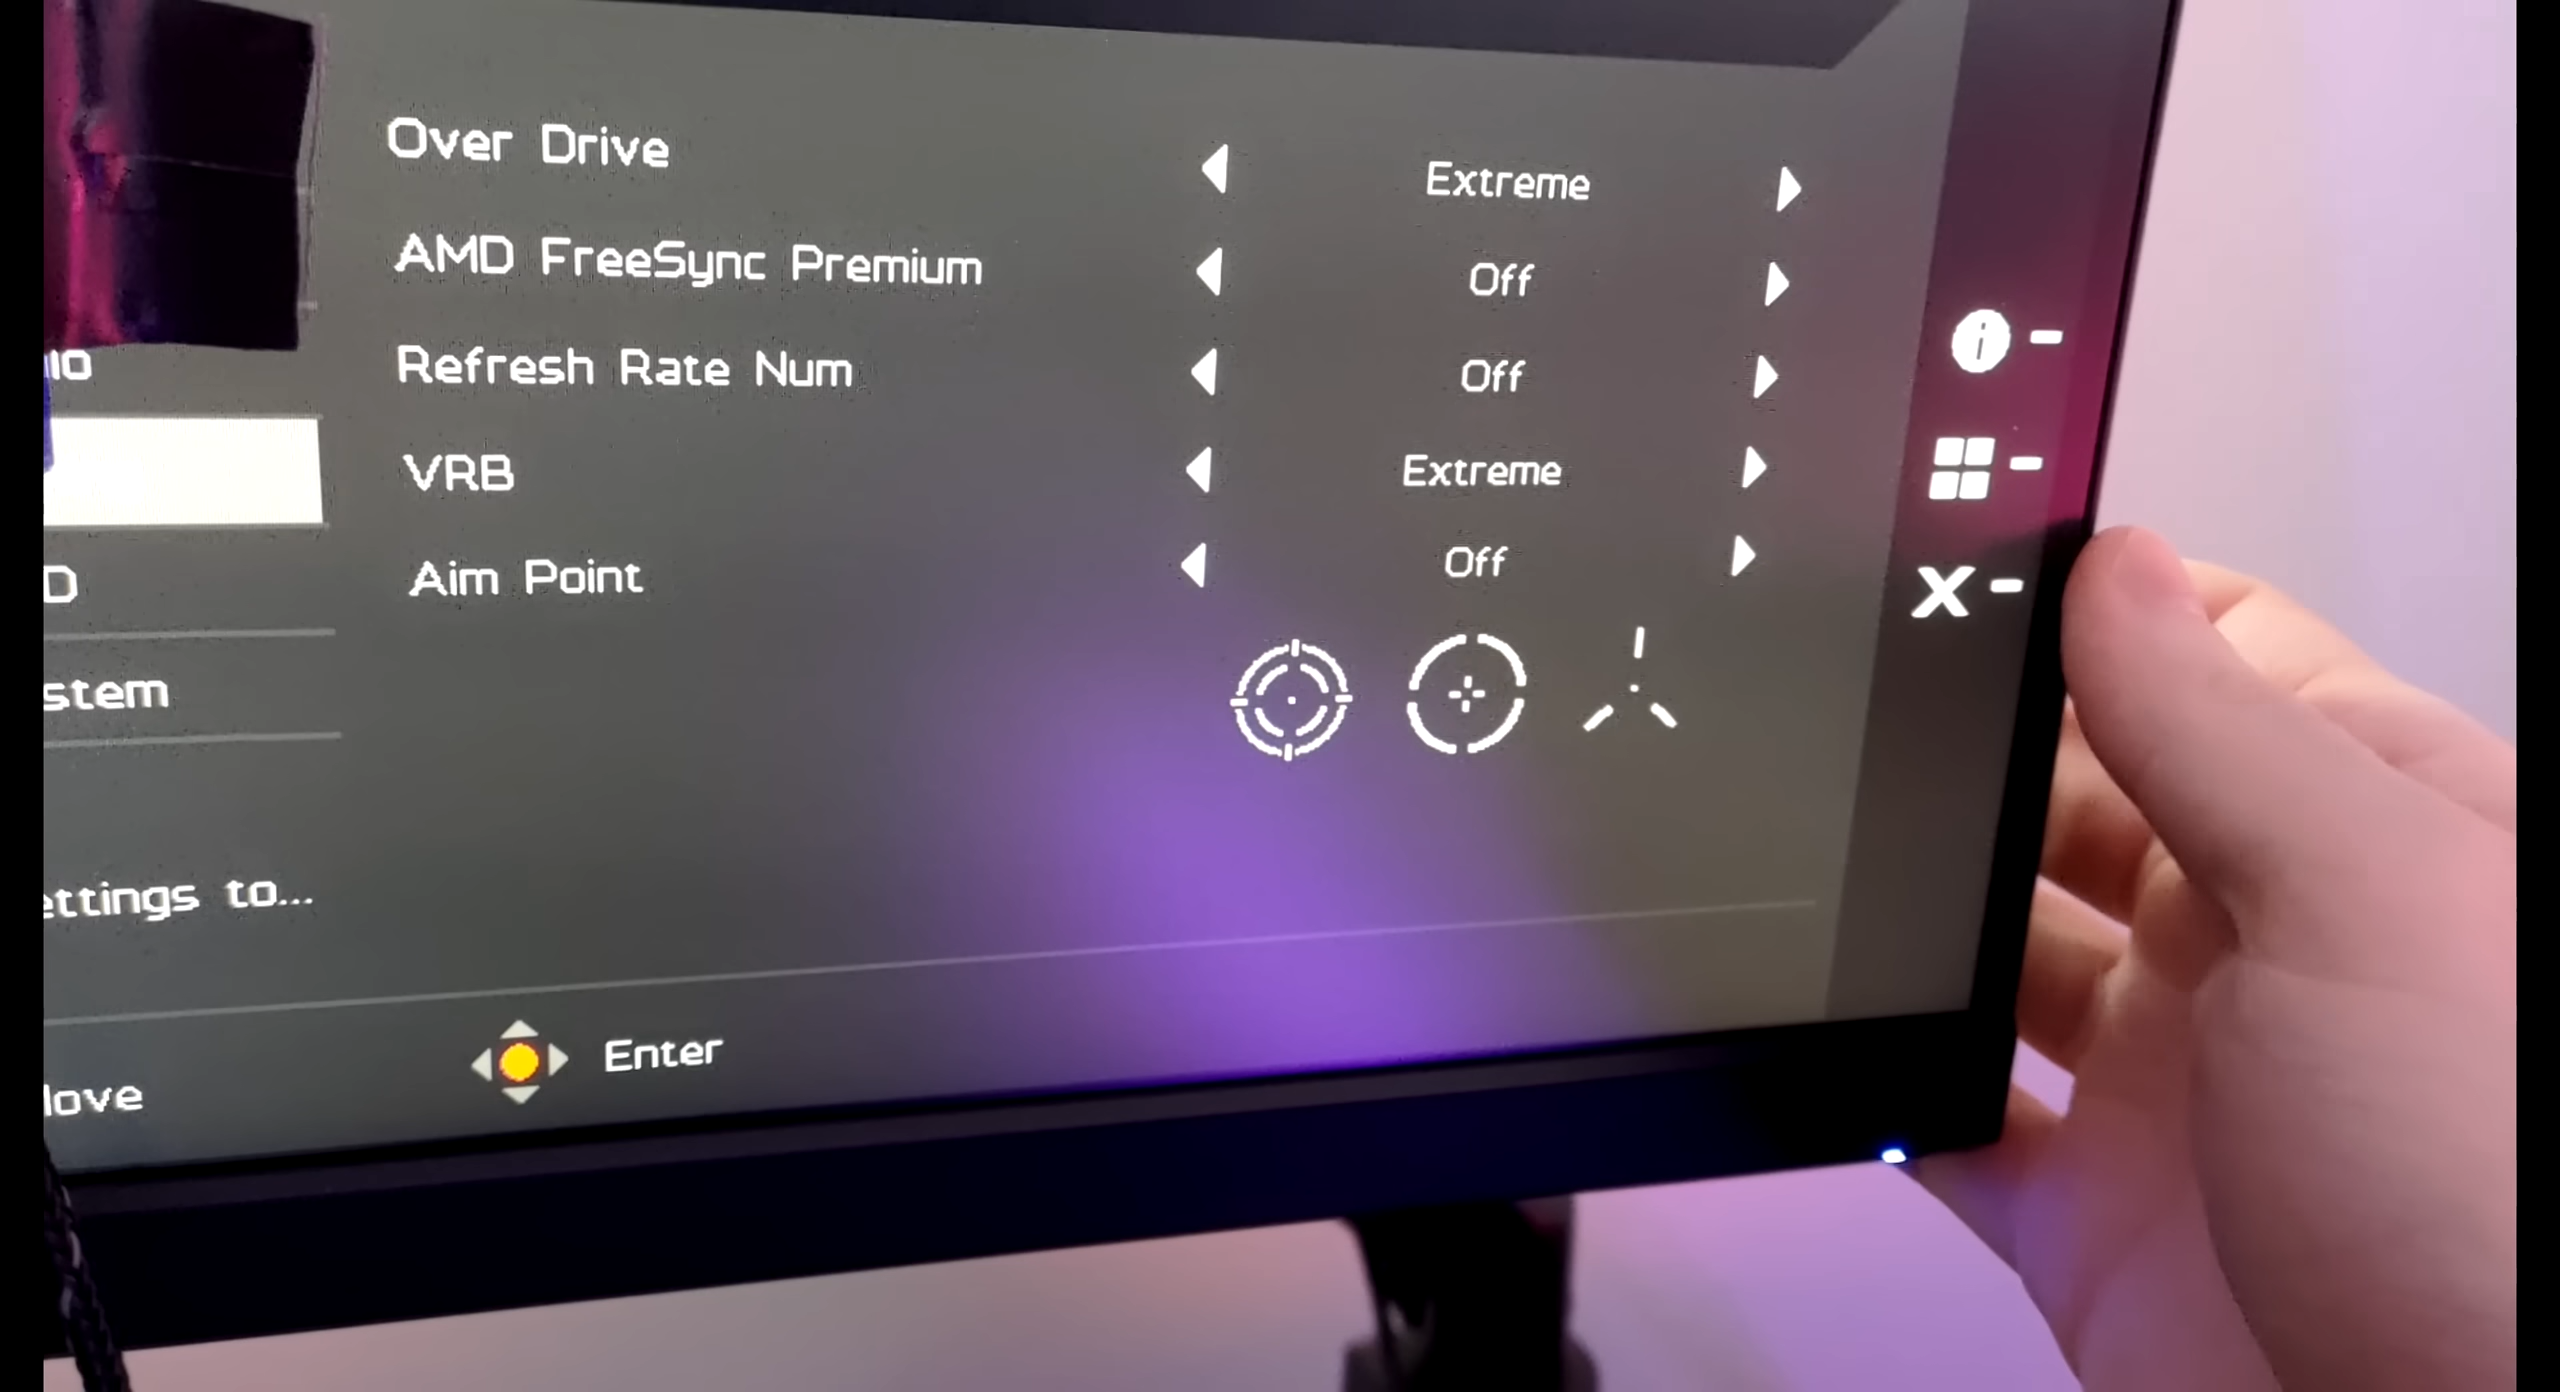 Over Drive Extreme
AMD FreeSync Premium Off
Refresh Rate Num Off
VRB Extreme
Aim Point Off
stem
ettings to...
Enter